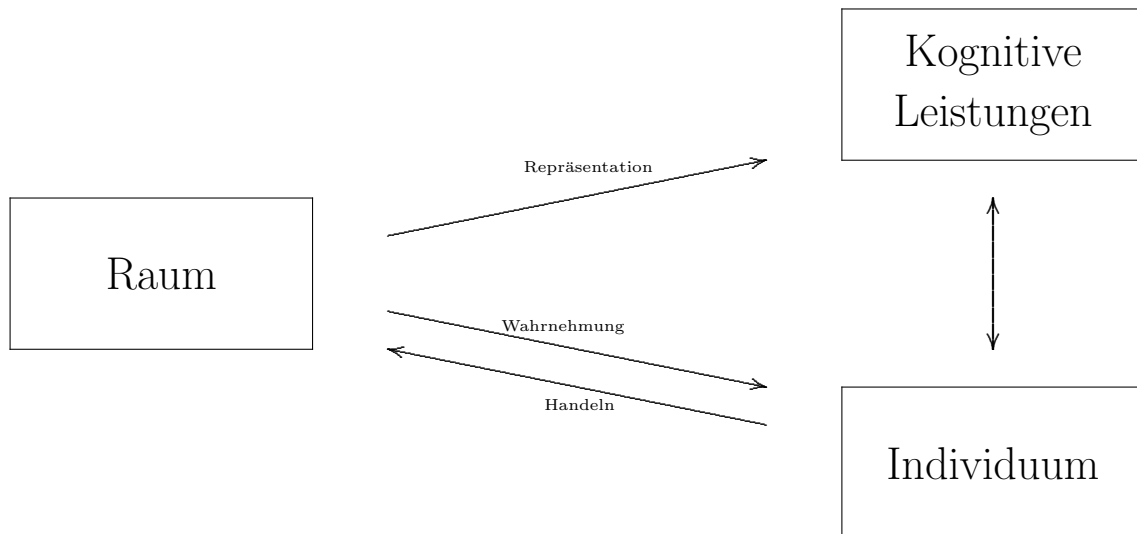 Kognitive
Leistungen
Repräsentation
Raum
Wahrnehmung
Handeln
Individuum